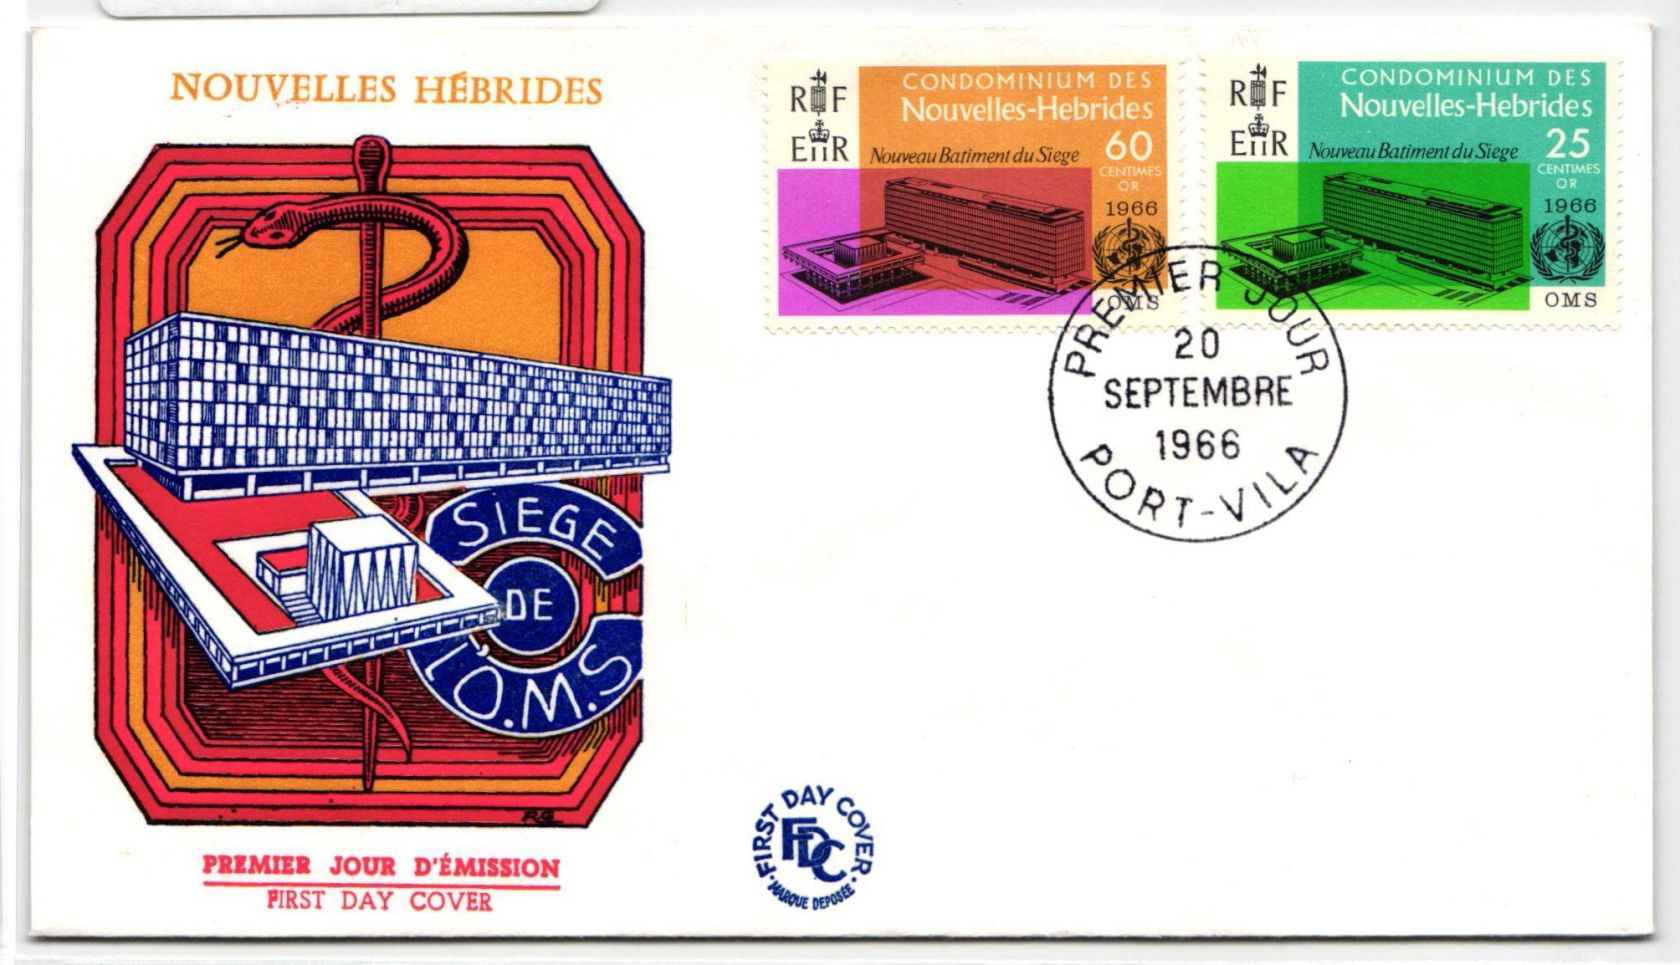 NOUVELLES HÉBRIDES
SIEGE
DE
L'O.M.S
RG
PREMIER JOUR D'ÉMISSION
FIRST DAY COVER
RF
EIIR
CONDOMINIUM DES
Nouvelles-Hebrides
Nouveau Batiment du Siege
60
CENTIMES
OR
1966
OMS
RF
EIIR
CONDOMINIUM DES
Nouvelles-Hebrides
Nouveau Batiment du Siege
25
CENTIMES
OR
1966
OMS
PREMIER JOUR
20
SEPTEMBRE
1966
PORT-VILA
FIRST DAY COVER
FDC
MARQUE DEPOSÉE